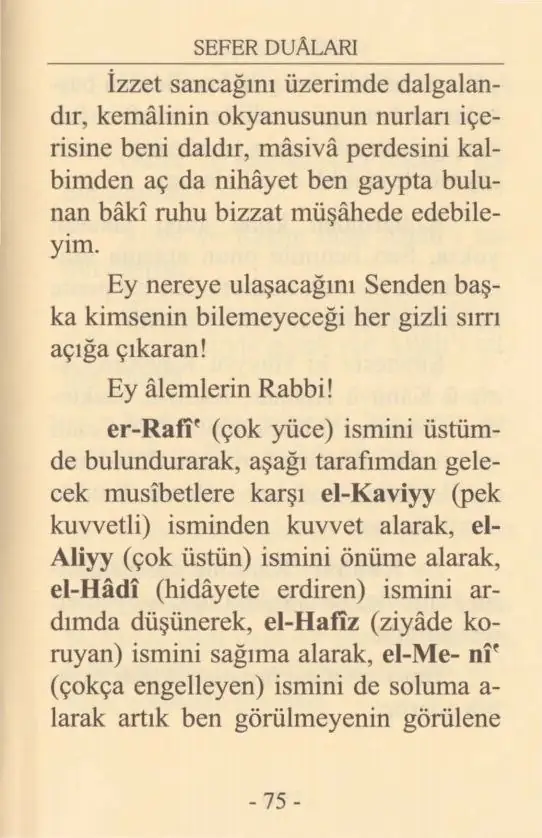 SEFER DUÂLARI
İzzet sancağını üzerimde dalgalan-
dır, kemâlinin okyanusunun nurları içe-
risine beni daldır, mâsivâ perdesini kal-
bimden aç da nihâyet ben gaypta bulu-
nan bâkî ruhu bizzat müşâhede edebile-
yim.
Ey nereye ulaşacağını Senden baş-
ka kimsenin bilemeyeceği her gizli sırrı
açığa çıkaran!
Ey âlemlerin Rabbi!
er-Rafîʿ (çok yüce) ismini üstüm-
de bulundurarak, aşağı tarafımdan gele-
cek musîbetlere karşı el-Kaviyy (pek
kuvvetli) isminden kuvvet alarak, el-
Aliyy (çok üstün) ismini önüme alarak,
el-Hâdî (hidâyete erdiren) ismini ar-
dımda düşünerek, el-Hafîz (ziyâde ko-
ruyan) ismini sağıma alarak, el-Me- nîʿ
(çokça engelleyen) ismini de soluma a-
larak artık ben görülmeyenin görülene
- 75 -